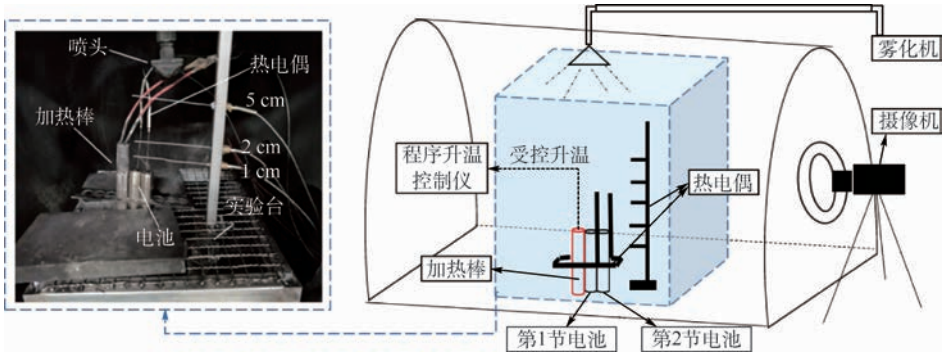 喷头
热电偶
加热棒
5 cm
2 cm
1 cm
实验台
电池
雾化机
摄像机
程序升温
控制仪
受控升温
热电偶
加热棒
第1节电池
第2节电池